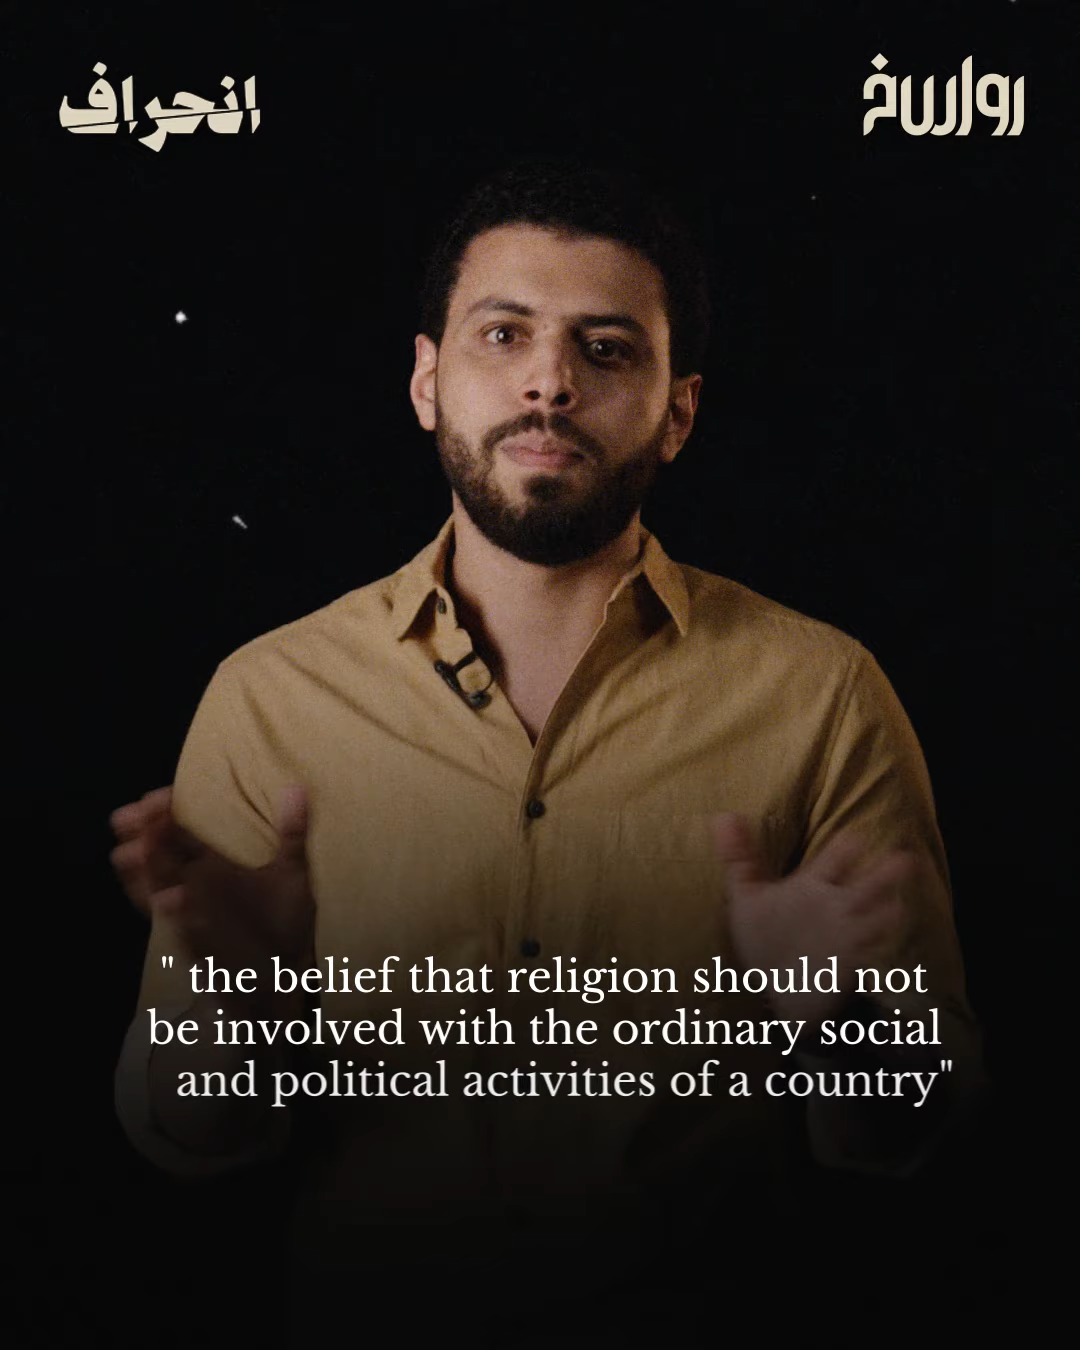 انحراف
رواسخ
" the belief that religion should not
be involved with the ordinary social
and political activities of a country"